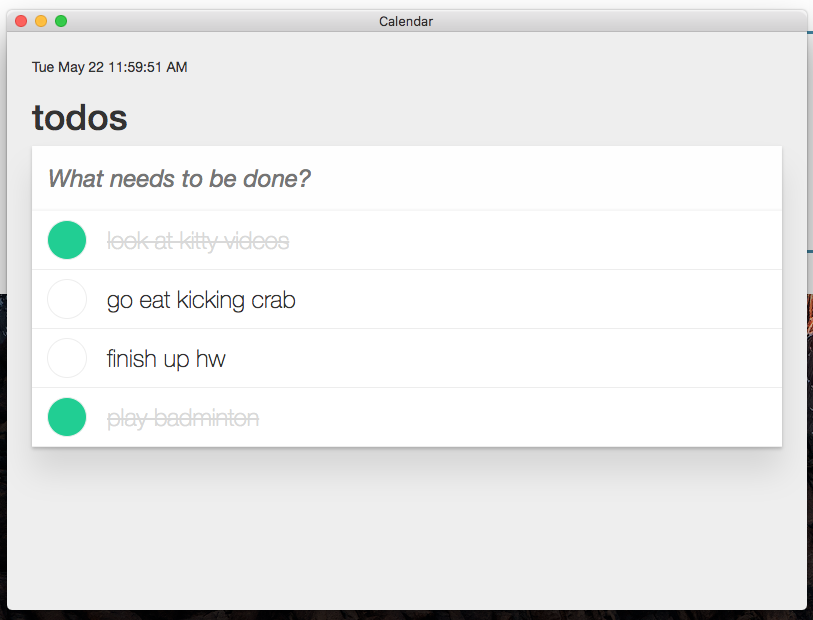 Calendar
Tue May 22 11:59:51 AM
todos
What needs to be done?
look at kitty videos
go eat kicking crab
finish up hw
play badminton